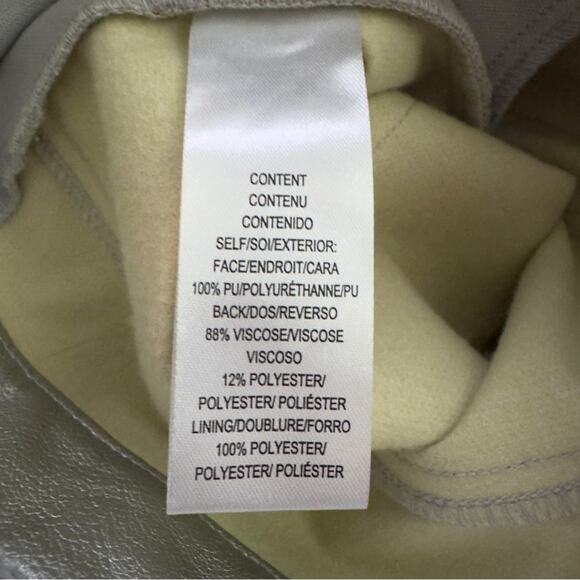 CONTENT
CONTENU
CONTENIDO
SELF/SOI/EXTERIOR:
FACE/ENDROIT/CARA
100% PU/POLYURÉTHANNE/PU
BACK/DOS/REVERSO
88% VISCOSE/VISCOSE
VISCOSO
12% POLYESTER/
POLYESTER/ POLIÉSTER
LINING/DOUBLURE/FORRO
100% POLYESTER/
POLYESTER/ POLIÉSTER